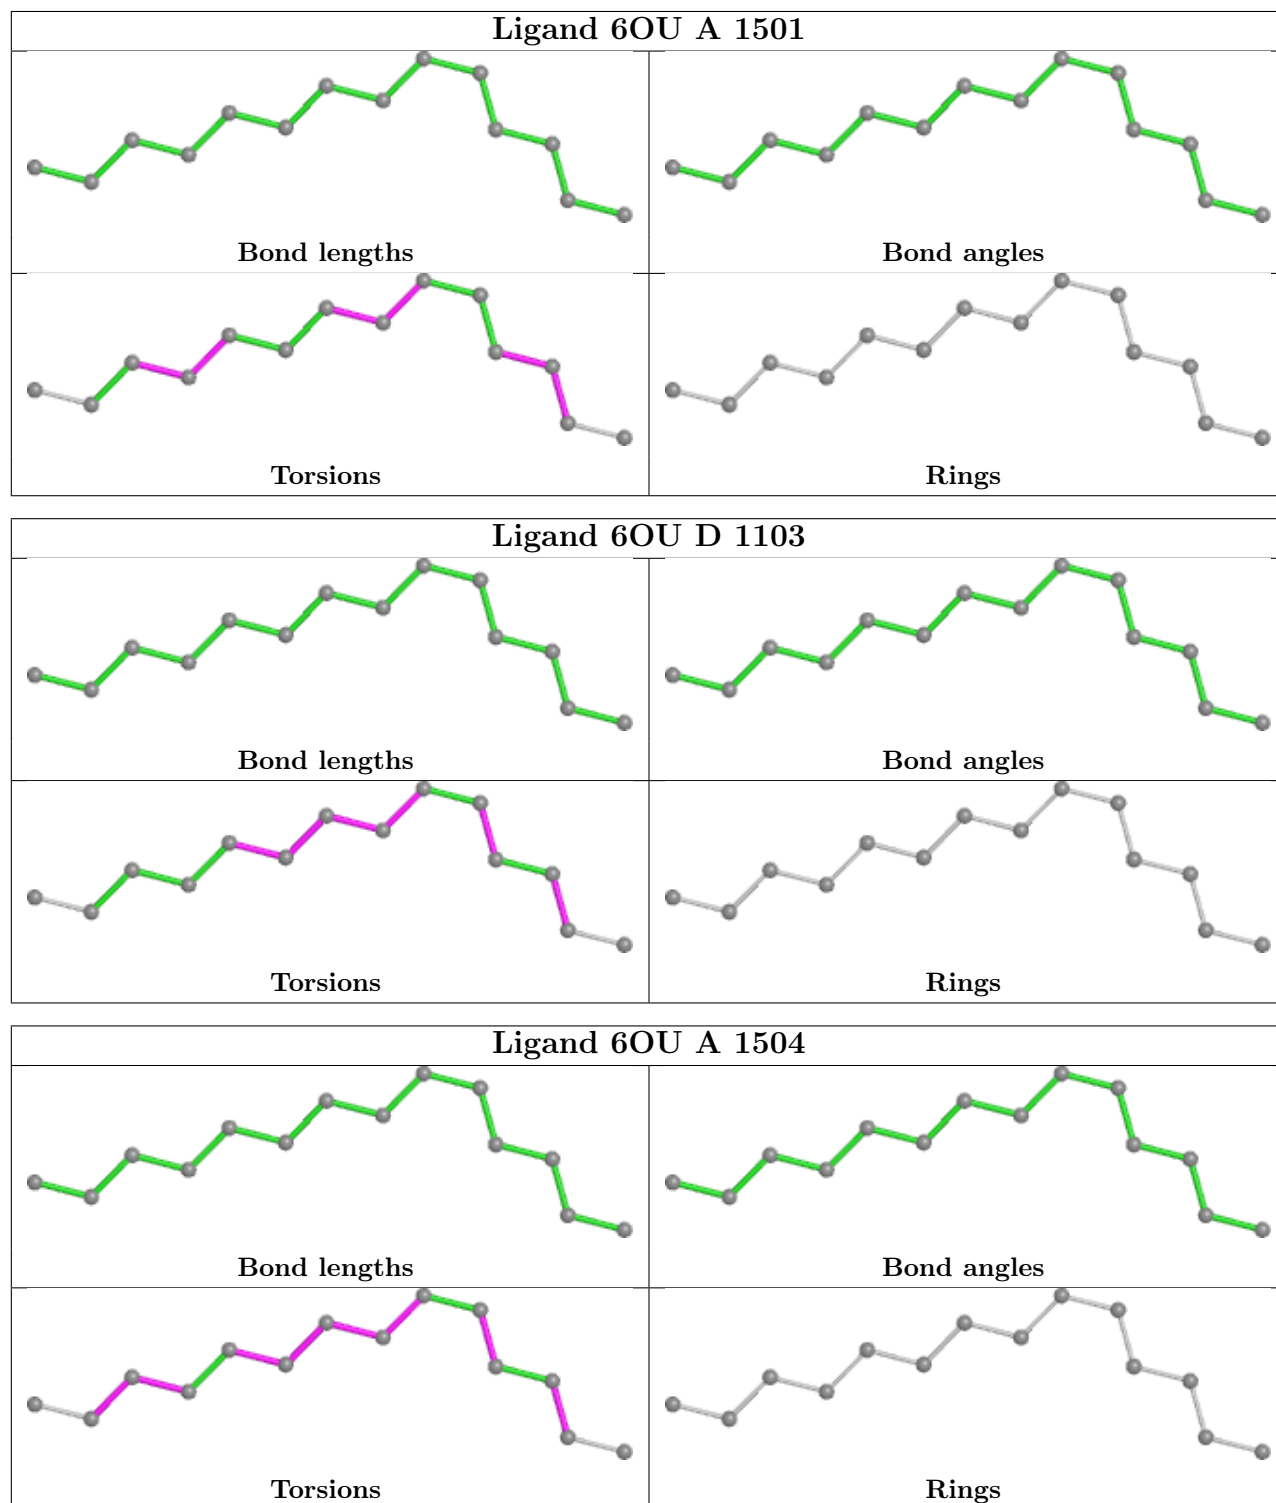 Ligand 6OU A 1501
Bond lengths
Bond angles
Torsions
Rings
Ligand 6OU D 1103
Bond lengths
Bond angles
Torsions
Rings
Ligand 6OU A 1504
Bond lengths
Bond angles
Torsions
Rings